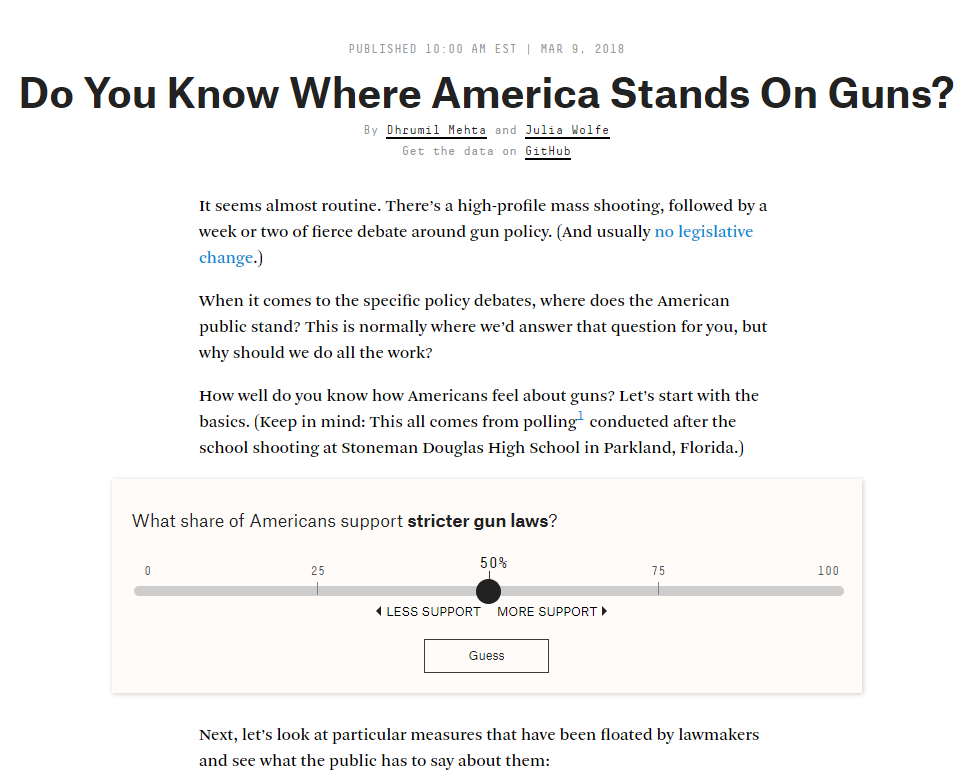 PUBLISHED 10:00 AM EST | MAR 9, 2018
Do You Know Where America Stands On Guns?
By Dhrumil Mehta and Julia Wolfe
Get the data on GitHub
It seems almost routine. There’s a high-profile mass shooting, followed by a
week or two of fierce debate around gun policy. (And usually no legislative
change.)
When it comes to the specific policy debates, where does the American
public stand? This is normally where we’d answer that question for you, but
why should we do all the work?
How well do you know how Americans feel about guns? Let’s start with the
basics. (Keep in mind: This all comes from polling1 conducted after the
school shooting at Stoneman Douglas High School in Parkland, Florida.)
What share of Americans support stricter gun laws?
50%
0 25 75 100
LESS SUPPORT MORE SUPPORT
Guess
Next, let’s look at particular measures that have been floated by lawmakers
and see what the public has to say about them: